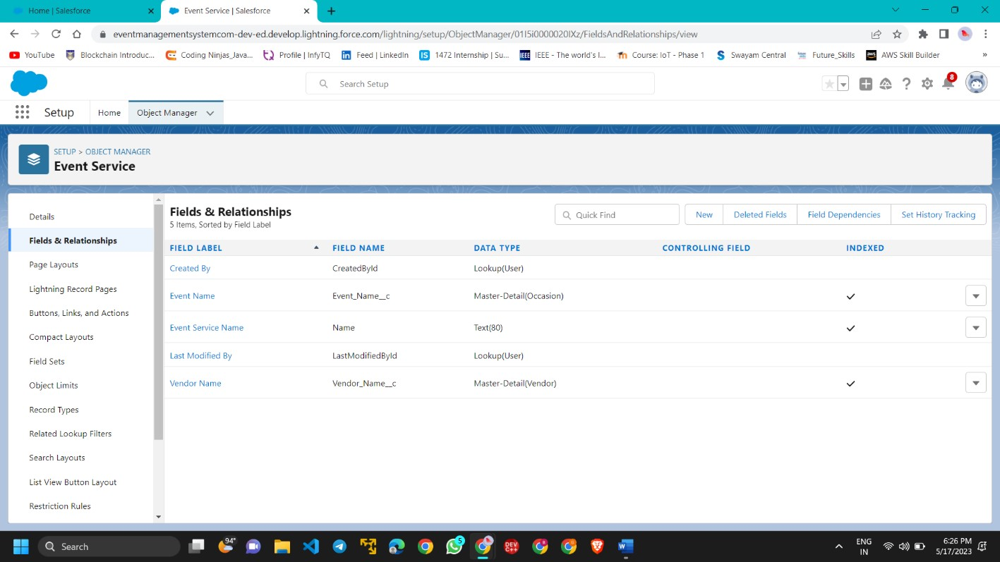 Home | Salesforce
Event Service | Salesforce
eventmanagementsystemcom-dev-ed.develop.lightning.force.com/lightning/setup/ObjectManager/01I5i0000020IXz/FieldsAndRelationships/view
YouTube Blockchain Introduc... Coding Ninjas_Java... Profile | InfyTQ Feed | LinkedIn 1472 Internship | Su... IEEE - The world's l... Course: IoT - Phase 1 Swayam Central Future_Skills AWS Skill Builder »
Search Setup
8
Setup Home Object Manager
SETUP > OBJECT MANAGER
Event Service
Details
Fields & Relationships
Page Layouts
Lightning Record Pages
Buttons, Links, and Actions
Compact Layouts
Field Sets
Object Limits
Record Types
Related Lookup Filters
Search Layouts
List View Button Layout
Restriction Rules
Fields & Relationships
5 Items, Sorted by Field Label
Quick Find New Deleted Fields Field Dependencies Set History Tracking
FIELD LABEL FIELD NAME DATA TYPE CONTROLLING FIELD INDEXED
Created By CreatedById Lookup(User)
Event Name Event_Name__c Master-Detail(Occasion)
Event Service Name Name Text(80)
Last Modified By LastModifiedById Lookup(User)
Vendor Name Vendor_Name__c Master-Detail(Vendor)
Search
94°
5
DEV C++
ENG
IN
6:26 PM
5/17/2023